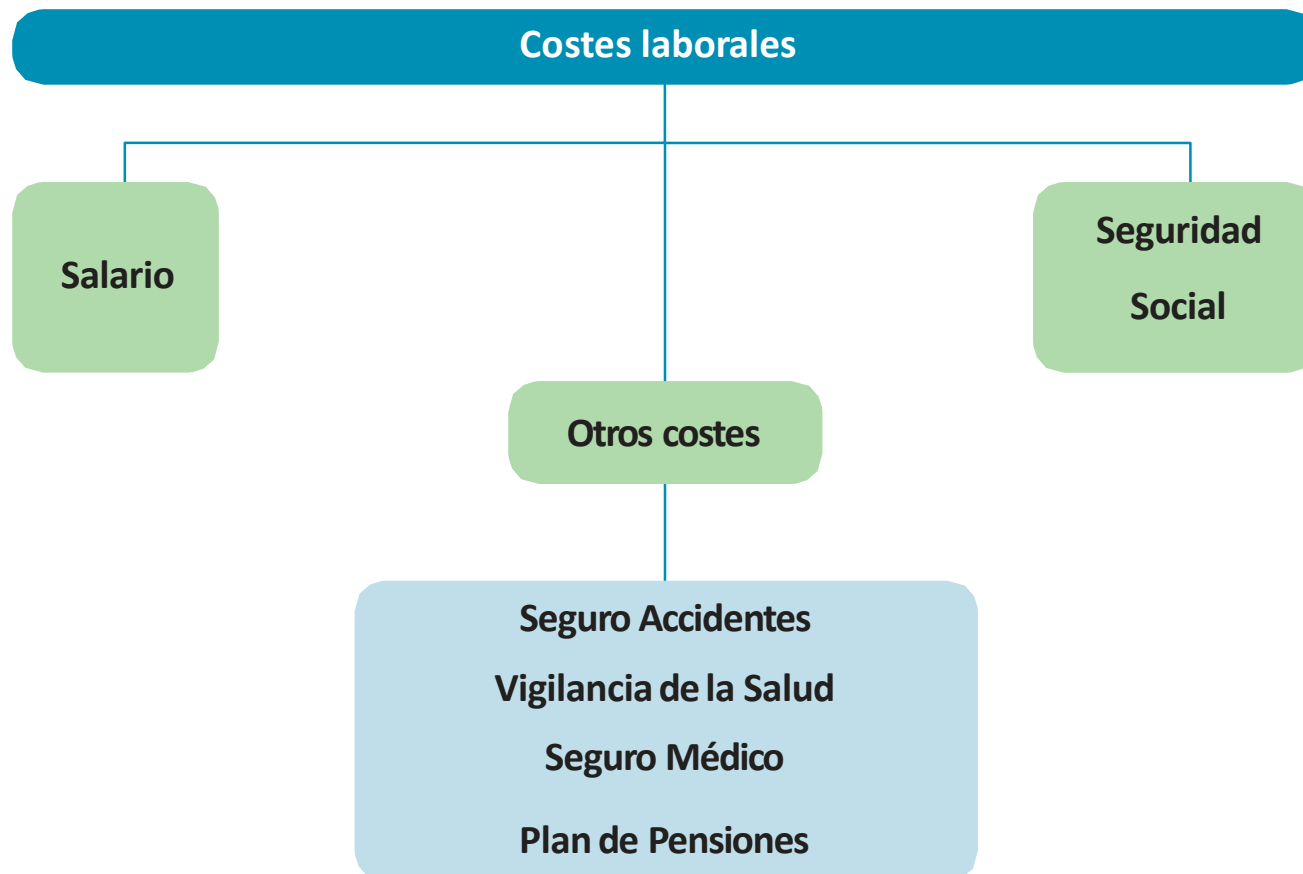 Costes laborales
Salario
Seguridad
Social
Otros costes
Seguro Accidentes
Vigilancia de la Salud
Seguro Médico
Plan de Pensiones